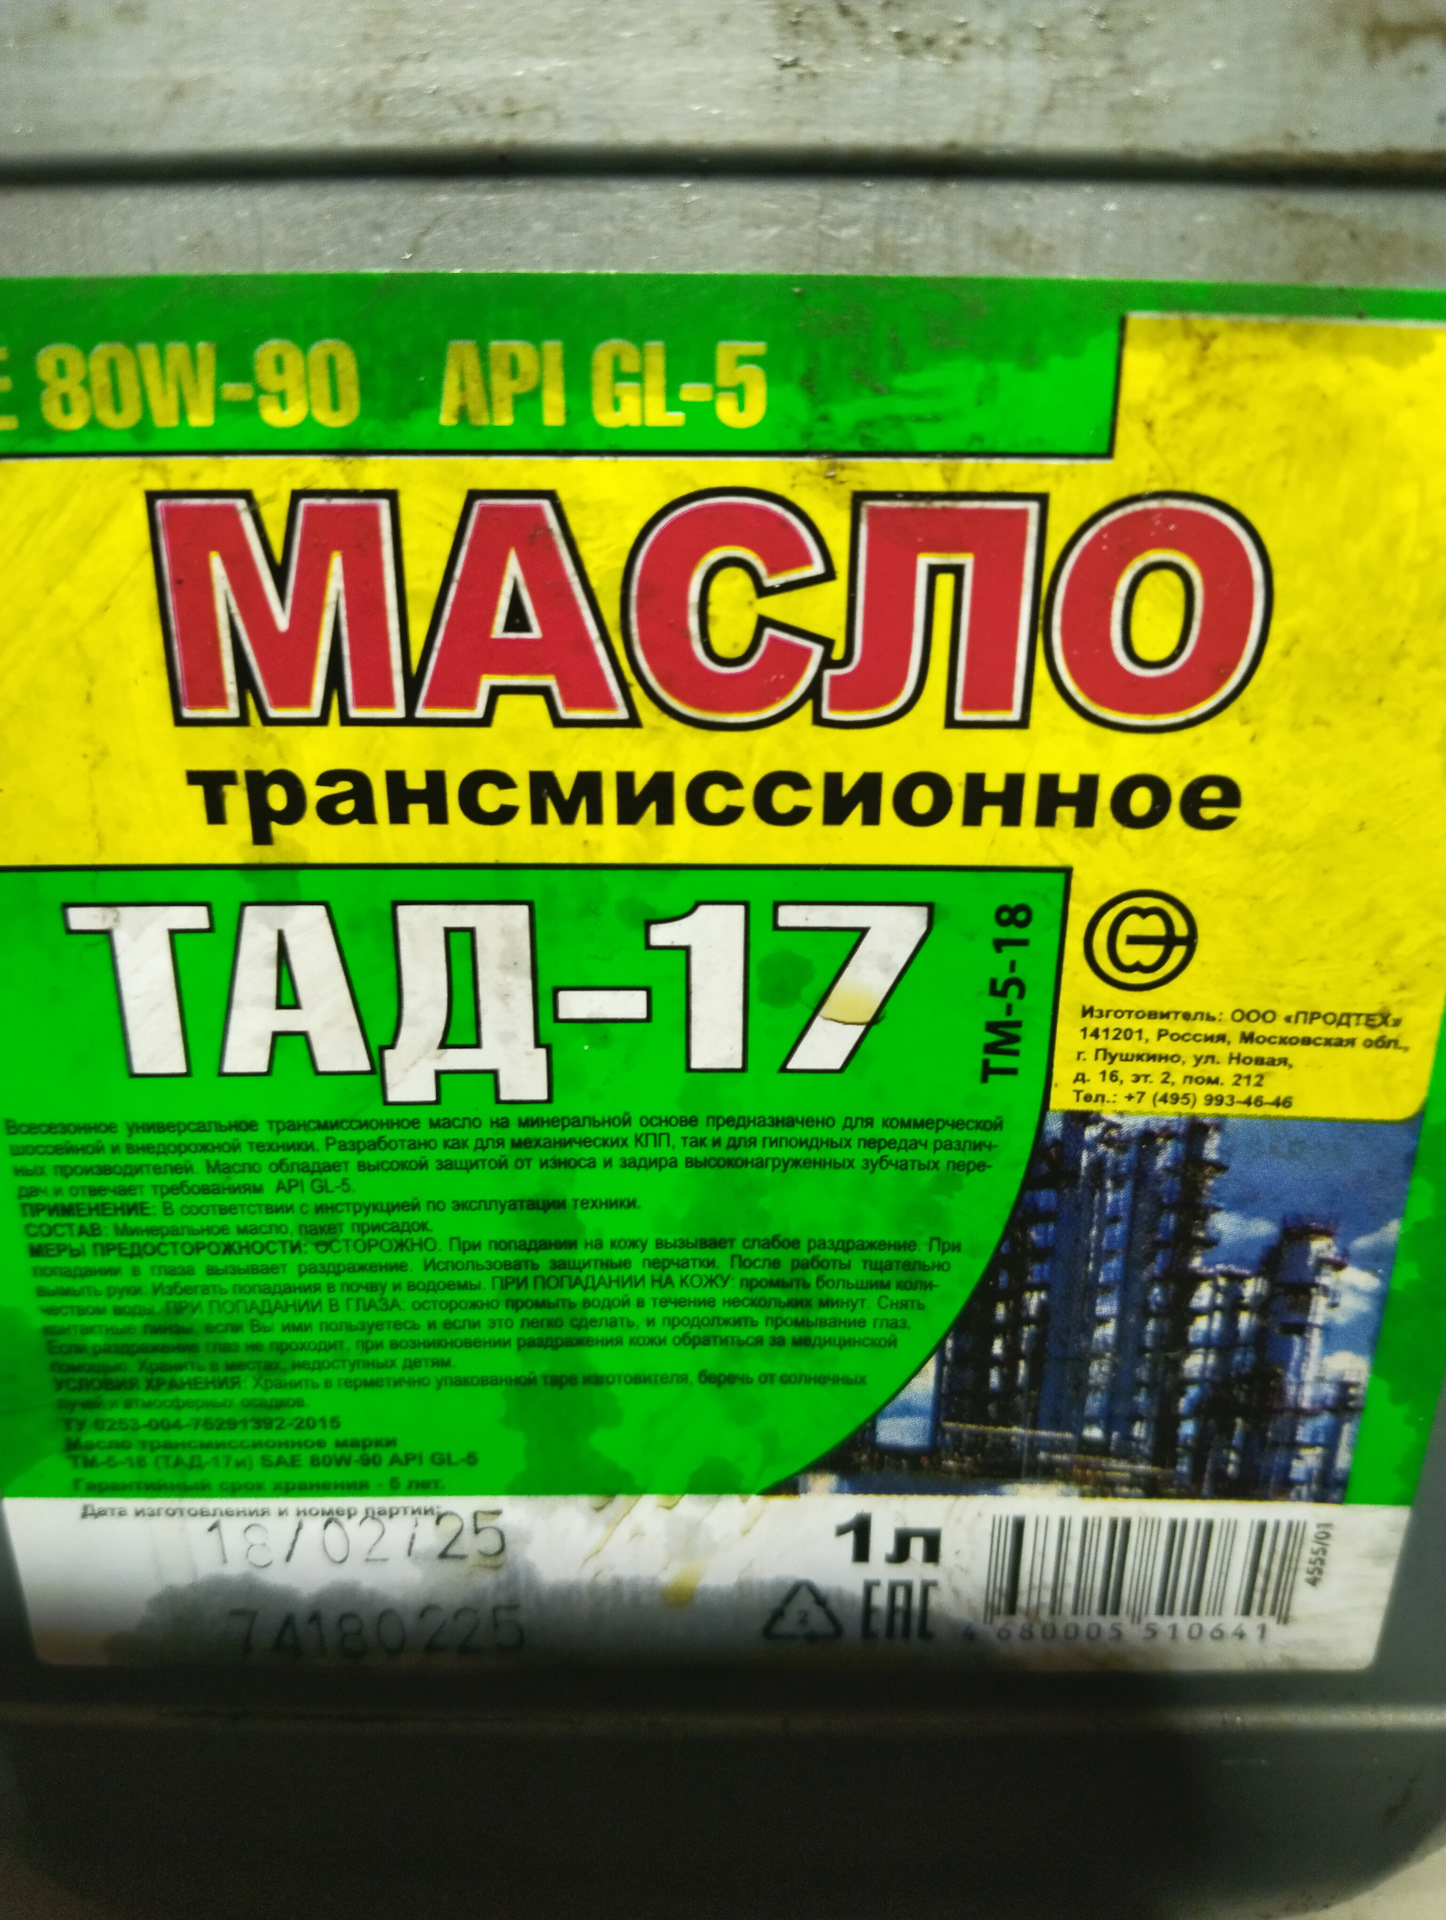 E 80W-90 API GL-5
МАСЛО
трансмиссионное
ТАД-17
ТМ-5-18
Изготовитель: ООО «ПРОДТЕХ»
141201, Россия, Московская обл.,
г. Пушкино, ул. Новая,
д. 16, эт. 2, пом. 212
Тел.: +7 (495) 993-46-46
Всесезонное универсальное трансмиссионное масло на минеральной основе предназначено для коммерческой
шоссейной и внедорожной техники. Разработано как для механических КПП, так и для гипоидных передач различ-
ных производителей. Масло обладает высокой защитой от износа и задира высоконагруженных зубчатых пере-
дач и отвечает требованиям API GL-5.
ПРИМЕНЕНИЕ: В соответствии с инструкцией по эксплуатации техники.
СОСТАВ: Минеральное масло, пакет присадок.
МЕРЫ ПРЕДОСТОРОЖНОСТИ: ОСТОРОЖНО. При попадании на кожу вызывает слабое раздражение. При
попадании в глаза вызывает раздражение. Использовать защитные перчатки. После работы тщательно
вымыть руки. Избегать попадания в почву и водоемы. ПРИ ПОПАДАНИИ НА КОЖУ: промыть большим коли-
чеством воды. ПРИ ПОПАДАНИИ В ГЛАЗА: осторожно промыть водой в течение нескольких минут. Снять
контактные линзы, если Вы ими пользуетесь и если это легко сделать, и продолжить промывание глаз.
Если раздражение глаз не проходит, при возникновении раздражения кожи обратиться за медицинской
помощью. Хранить в местах, недоступных детям.
УСЛОВИЯ ХРАНЕНИЯ: Хранить в герметично упакованной таре изготовителя, беречь от солнечных
лучей и атмосферных осадков.
ТУ 0253-004-76291392-2015
Масло трансмиссионное марки
ТМ-5-18 (ТАД-17и) SAE 80W-90 API GL-5
Гарантийный срок хранения - 5 лет.
Дата изготовления и номер партии:
18/02/25
74180225
1л
2
EAC
4 680005 510641
4555/01